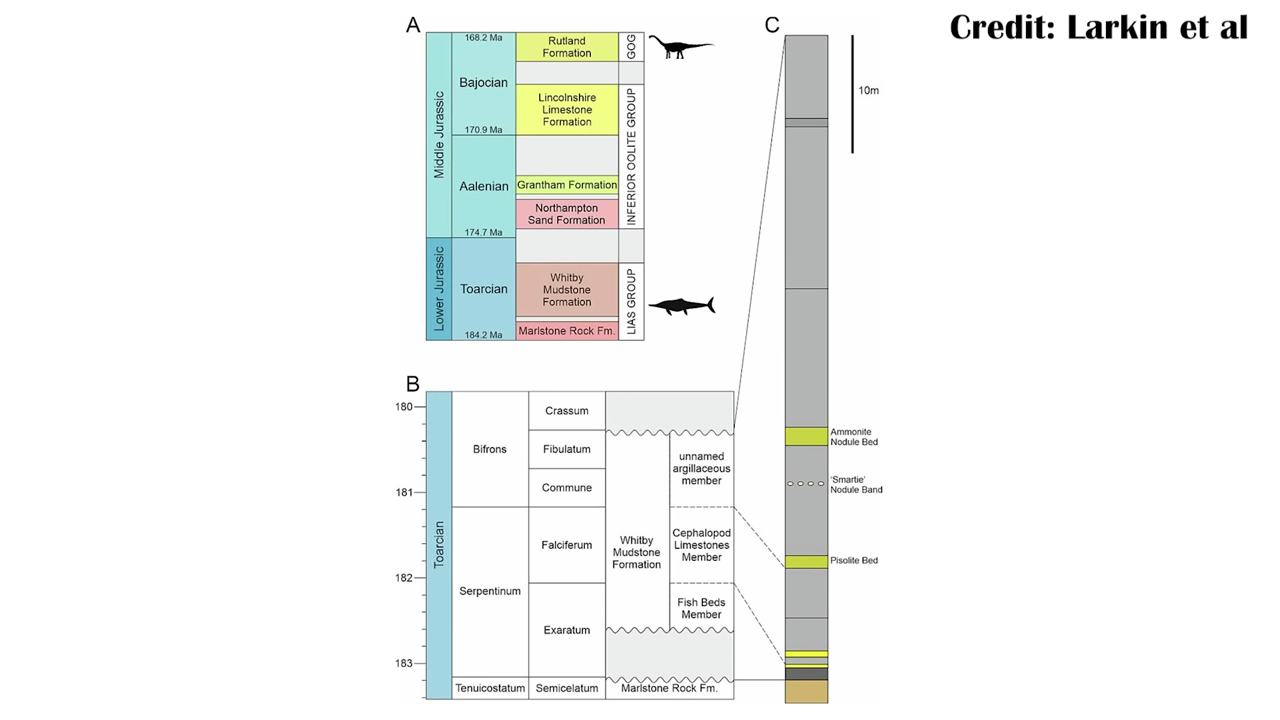 Credit: Larkin et al
A
168.2 Ma
Middle Jurassic
Bajocian
170.9 Ma
Aalenian
174.7 Ma
Lower Jurassic
Toarcian
184.2 Ma
Rutland
Formation
Lincolnshire
Limestone
Formation
Grantham Formation
Northampton
Sand Formation
Whitby
Mudstone
Formation
Marlstone Rock Fm.
GOG
INFERIOR OOLITE GROUP
LIAS GROUP
B
180
181
182
183
Toarcian
Bifrons
Serpentinum
Tenuicostatum
Crassum
Fibulatum
Commune
Falciferum
Exaratum
Semicelatum
Whitby
Mudstone
Formation
unnamed
argillaceous
member
Cephalopod
Limestones
Member
Fish Beds
Member
Marlstone Rock Fm.
C
10m
Ammonite
Nodule Bed
'Smartie'
Nodule Band
Pisolite Bed